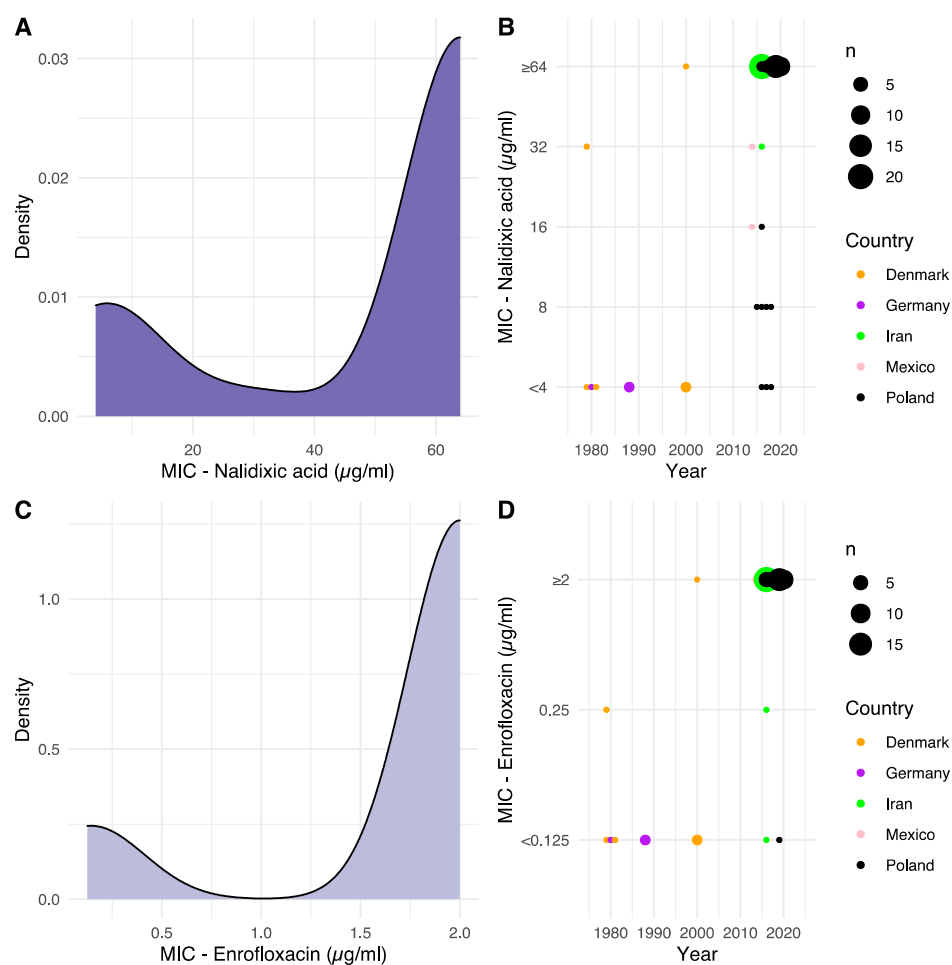 A
Density
0.03
0.02
0.01
0.00
20 40 60
MIC - Nalidixic acid (µg/ml)
B
MIC - Nalidixic acid (µg/ml)
≥64
32
16
8
<4
1980 1990 2000 2010 2020
Year
n
5
10
15
20
Country
Denmark
Germany
Iran
Mexico
Poland
C
Density
1.0
0.5
0.0
0.5 1.0 1.5 2.0
MIC - Enrofloxacin (µg/ml)
D
MIC - Enrofloxacin (µg/ml)
≥2
0.25
<0.125
1980 1990 2000 2010 2020
Year
n
5
10
15
Country
Denmark
Germany
Iran
Mexico
Poland